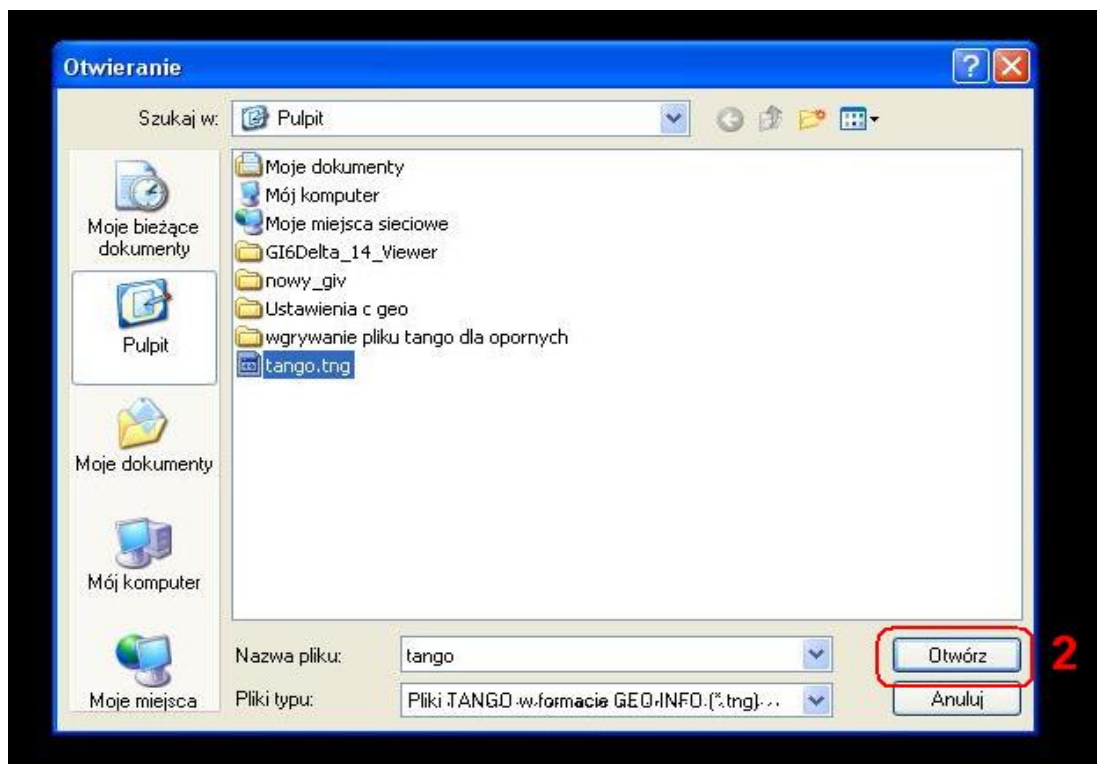 Otwieranie
Szukaj w:
Pulpit
Moje bieżące
dokumenty
Pulpit
Moje dokumenty
Mój komputer
Moje miejsca
Moje dokumenty
Mój komputer
Moje miejsca sieciowe
GI6Delta_14_Viewer
nowy_giv
Ustawienia c geo
wgrywanie pliku tango dla opornych
tango.tng
Nazwa pliku:
tango
Otwórz
2
Pliki typu:
Pliki TANGO w formacie GEO-INFO (*.tng)...
Anuluj